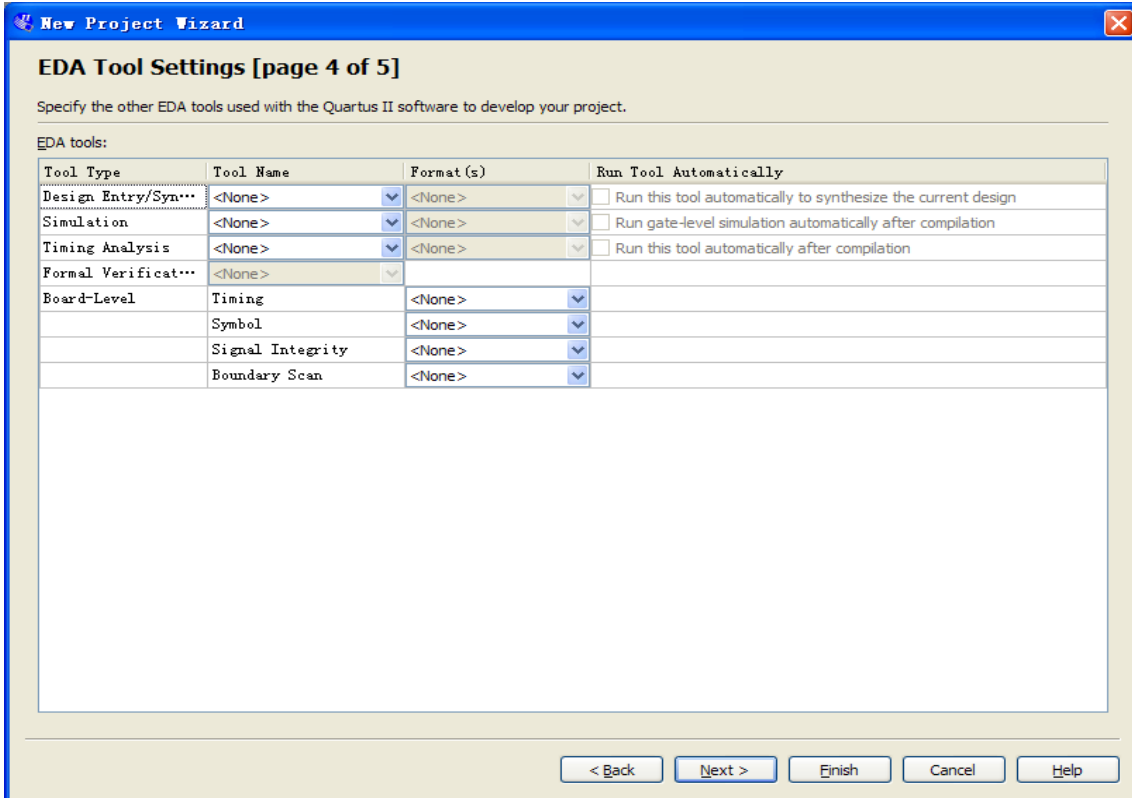 New Project Wizard
EDA Tool Settings [page 4 of 5]
Specify the other EDA tools used with the Quartus II software to develop your project.
EDA tools:
Tool Type Tool Name Format(s) Run Tool Automatically
Design Entry/Syn... <None> <None> Run this tool automatically to synthesize the current design
Simulation <None> <None> Run gate-level simulation automatically after compilation
Timing Analysis <None> <None> Run this tool automatically after compilation
Formal Verificat... <None>
Board-Level Timing <None>
Symbol <None>
Signal Integrity <None>
Boundary Scan <None>
< Back Next > Finish Cancel Help